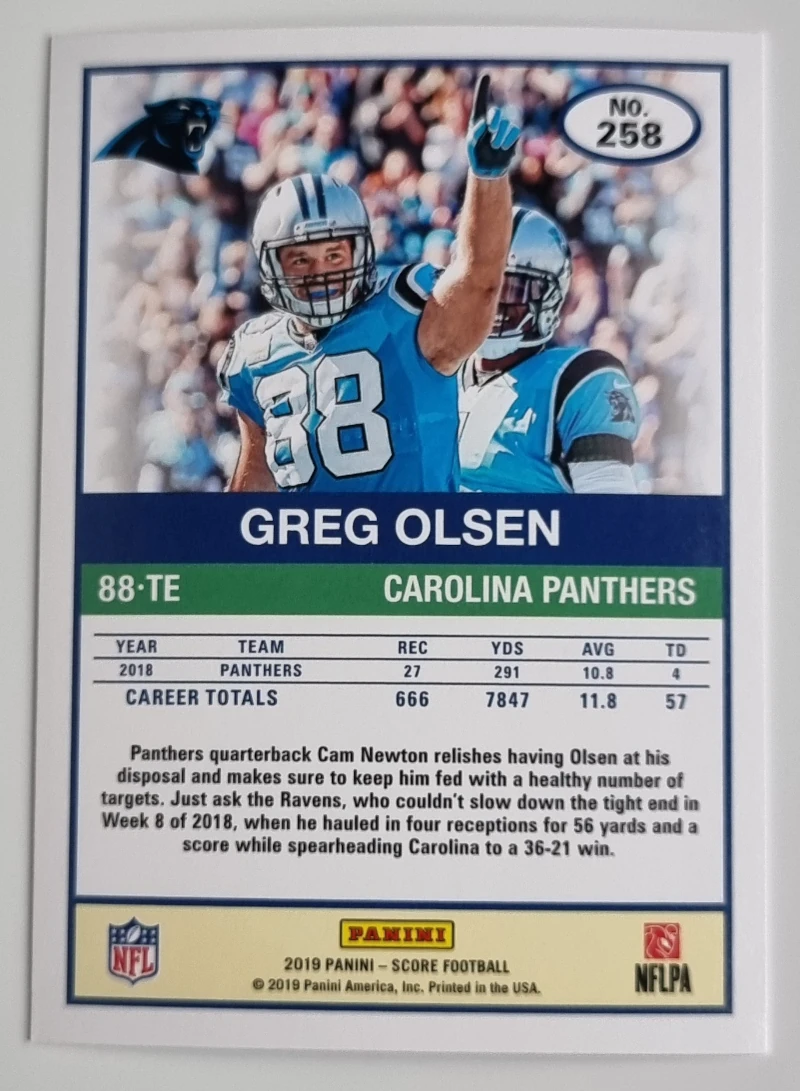 NO.
258
88
GREG OLSEN
88·TE CAROLINA PANTHERS
YEAR TEAM REC YDS AVG TD
2018 PANTHERS 27 291 10.8 4
CAREER TOTALS 666 7847 11.8 57
Panthers quarterback Cam Newton relishes having Olsen at his
disposal and makes sure to keep him fed with a healthy number of
targets. Just ask the Ravens, who couldn't slow down the tight end in
Week 8 of 2018, when he hauled in four receptions for 56 yards and a
score while spearheading Carolina to a 36-21 win.
NFL
PANINI
2019 PANINI – SCORE FOOTBALL
© 2019 Panini America, Inc. Printed in the USA.
NFLPA